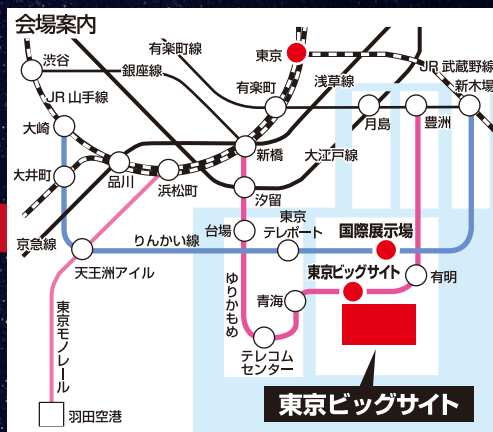 会場案内
渋谷
有楽町線
銀座線
東京
JR 武蔵野線
浅草線
新木場
有楽町
JR 山手線
大崎
月島
豊洲
新橋
大江戸線
大井町
品川
浜松町
汐留
京急線
りんかい線
台場
東京
テレポート
国際展示場
天王洲アイル
東京ビッグサイト
有明
ゆりかもめ
青海
東京モノレール
テレコム
センター
羽田空港
東京ビッグサイト